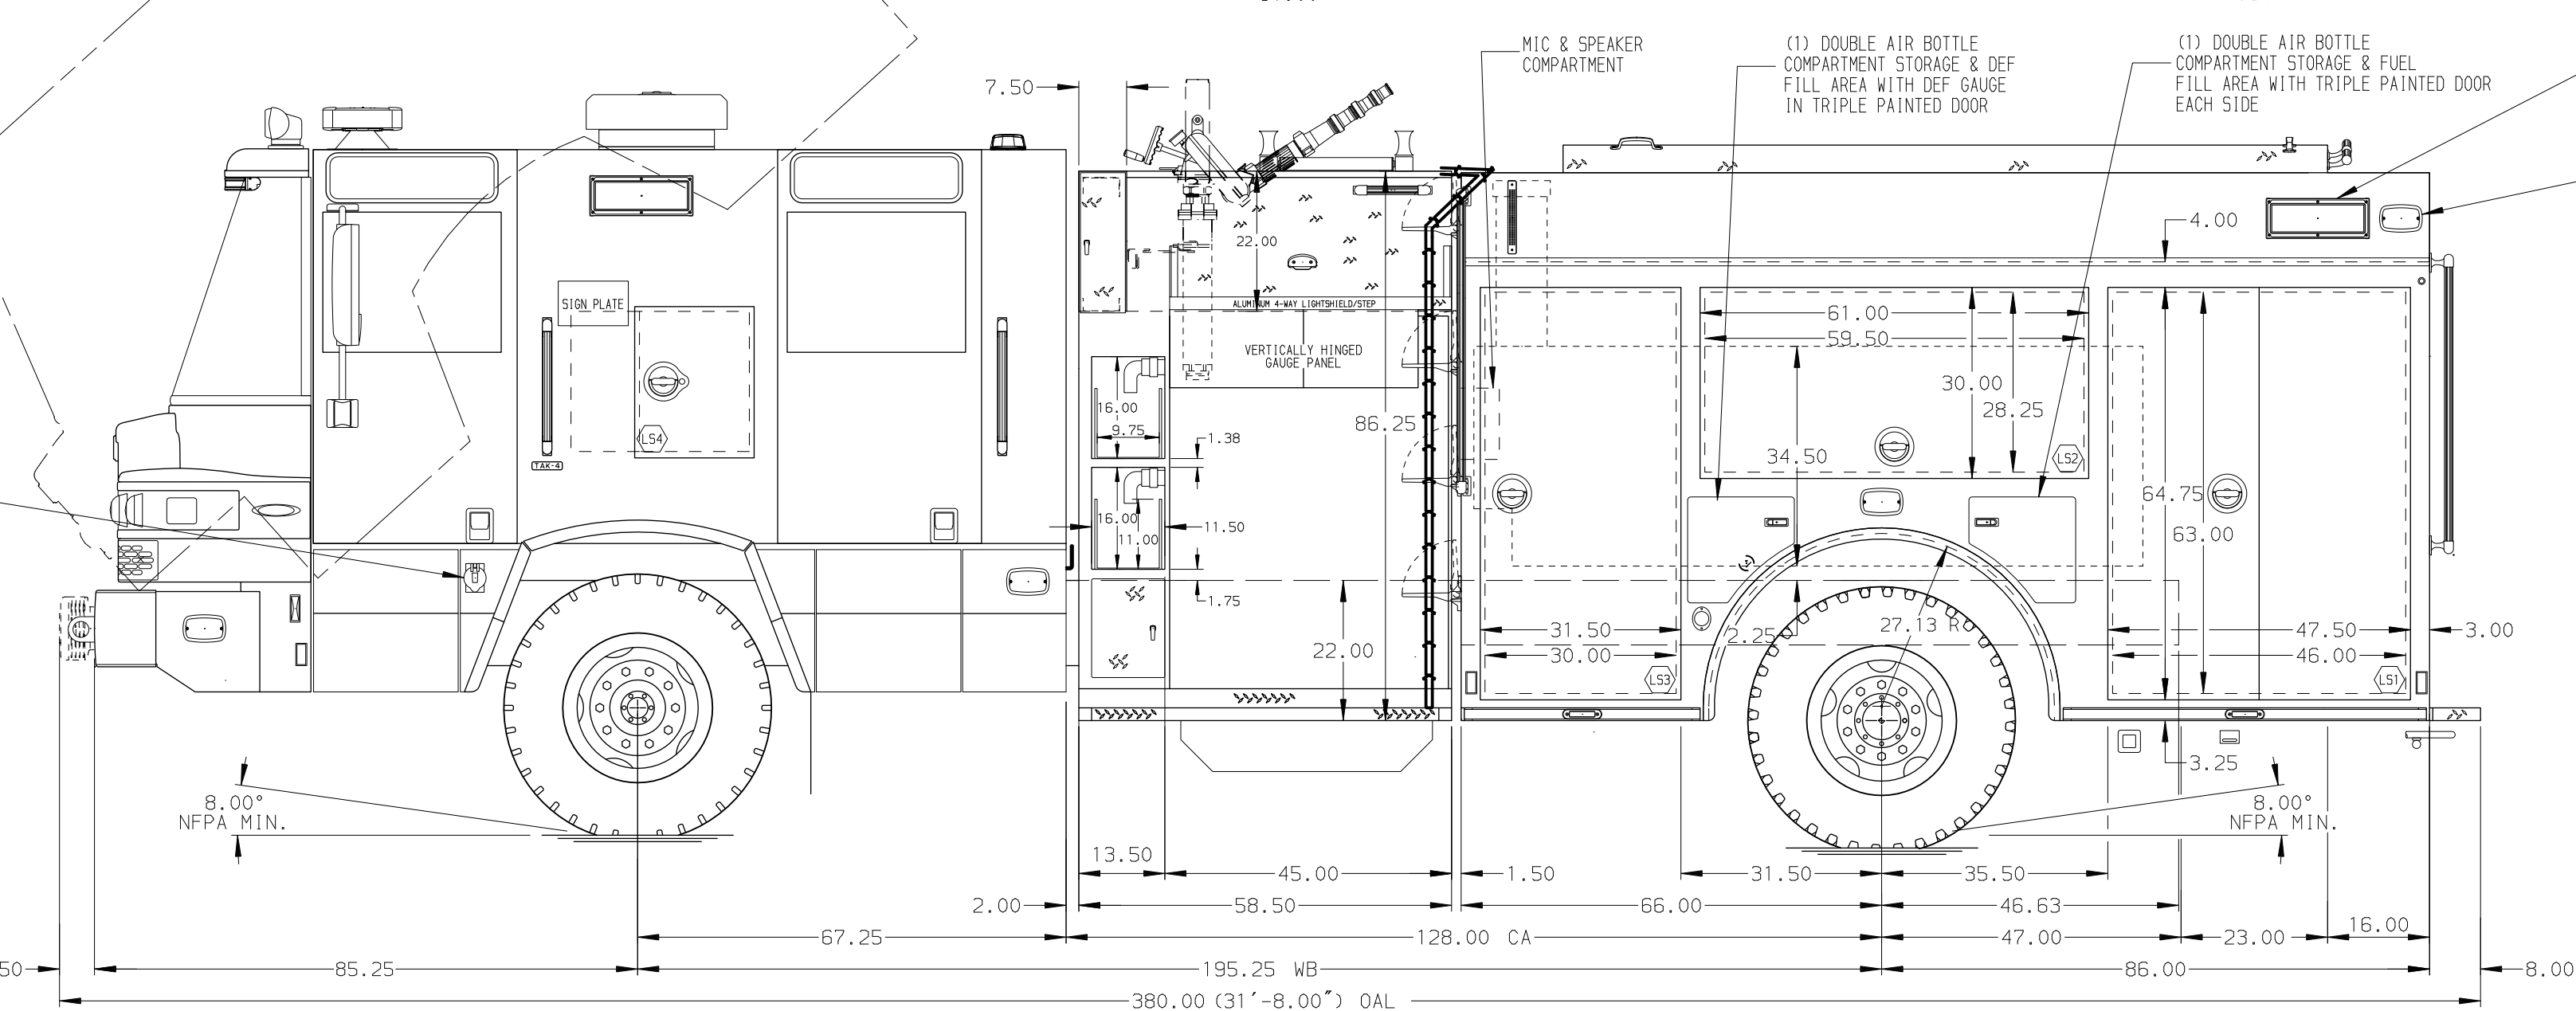 MIC & SPEAKER
COMPARTMENT
(1) DOUBLE AIR BOTTLE
COMPARTMENT STORAGE & DEF
FILL AREA WITH DEF GAUGE
IN TRIPLE PAINTED DOOR
(1) DOUBLE AIR BOTTLE
COMPARTMENT STORAGE & FUEL
FILL AREA WITH TRIPLE PAINTED DOOR
EACH SIDE
7.50
4.00
22.00
SIGN PLATE
ALUMINUM 4-WAY LIGHTSHIELD/STEP
VERTICALLY HINGED
GAUGE PANEL
61.00
59.50
30.00
28.25
16.00
9.75
86.25
1.38
LS4
TAK-4
34.50
LS2
64.75
63.00
16.00
11.00
11.50
1.75
22.00
2.25
27.13 R
31.50
30.00
LS3
47.50
46.00
LS1
3.00
3.25
8.00°
NFPA MIN.
8.00°
NFPA MIN.
13.50
45.00
1.50
31.50
35.50
2.00
58.50
66.00
46.63
67.25
128.00 CA
47.00
23.00
16.00
50
85.25
195.25 WB
86.00
8.00
380.00 (31'-8.00") OAL